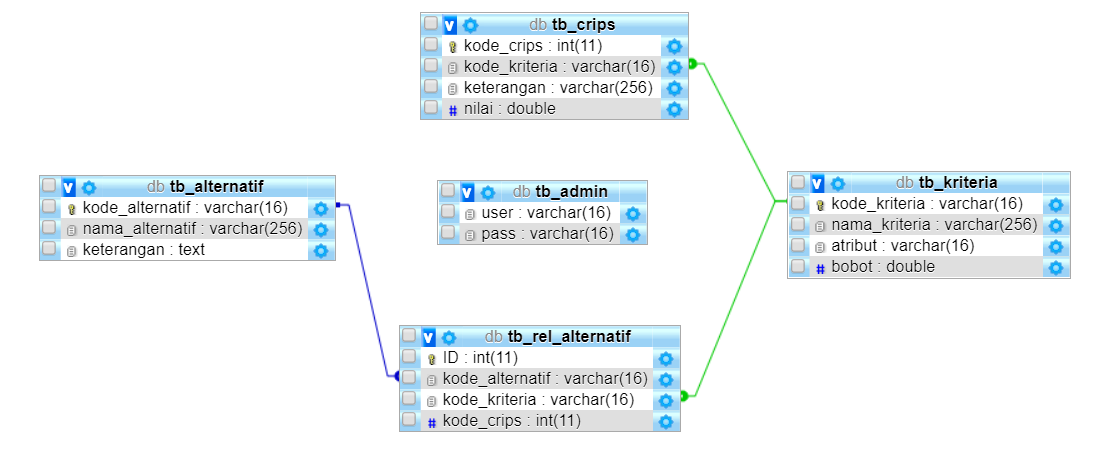 db tb_crips
kode_crips : int(11)
kode_kriteria : varchar(16)
keterangan : varchar(256)
# nilai : double
db tb_alternatif
kode_alternatif : varchar(16)
nama_alternatif : varchar(256)
keterangan : text
db tb_admin
user : varchar(16)
pass : varchar(16)
db tb_kriteria
kode_kriteria : varchar(16)
nama_kriteria : varchar(256)
atribut : varchar(16)
# bobot : double
db tb_rel_alternatif
ID : int(11)
kode_alternatif : varchar(16)
kode_kriteria : varchar(16)
# kode_crips : int(11)